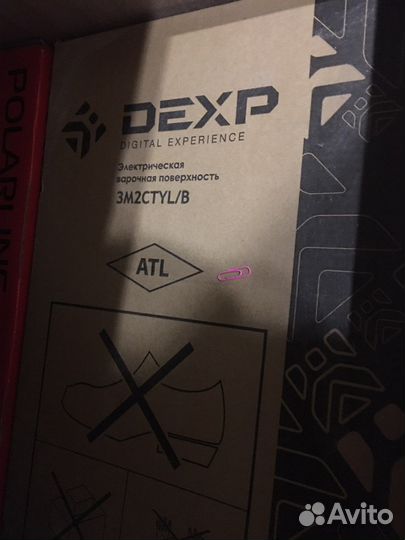 POLARLINE
DEXP
DIGITAL EXPERIENCE
Электрическая
варочная поверхность
3M2CTYL/B
ATL
Avito